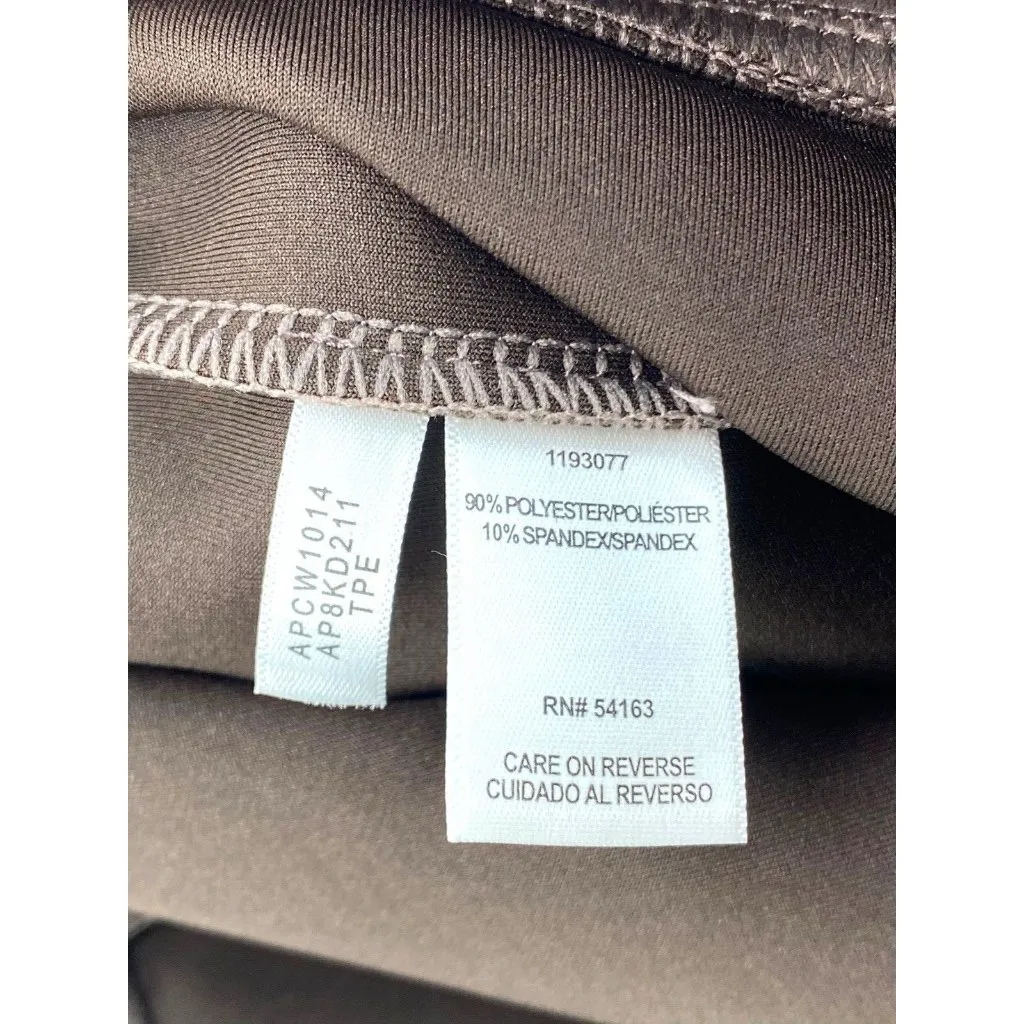 APCW1014
AP8KD211
TPE
1193077
90% POLYESTER/POLIÉSTER
10% SPANDEX/SPANDEX
RN# 54163
CARE ON REVERSE
CUIDADO AL REVERSO